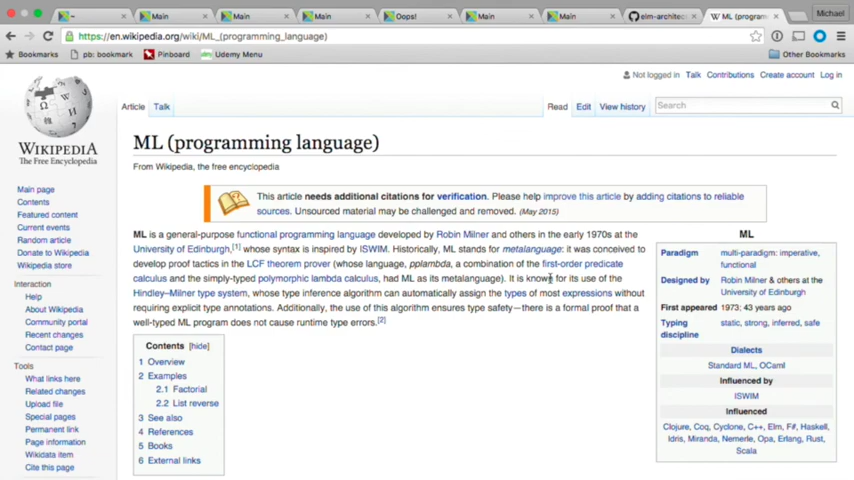 ~
Main
Main
Main
Oops!
Main
Main
elm-architec
W ML (program
Michael
https://en.wikipedia.org/wiki/ML_(programming_language)
Bookmarks
pb: bookmark
Pinboard
Udemy Menu
Other Bookmarks
Not logged in Talk Contributions Create account Log in
Article Talk
Read Edit View history
Search
WIKIPEDIA
The Free Encyclopedia
Main page
Contents
Featured content
Current events
Random article
Donate to Wikipedia
Wikipedia store
Interaction
Help
About Wikipedia
Community portal
Recent changes
Contact page
Tools
What links here
Related changes
Upload file
Special pages
Permanent link
Page information
Wikidata item
Cite this page
ML (programming language)
From Wikipedia, the free encyclopedia
This article needs additional citations for verification. Please help improve this article by adding citations to reliable
sources. Unsourced material may be challenged and removed. (May 2015)
ML is a general-purpose functional programming language developed by Robin Milner and others in the early 1970s at the
University of Edinburgh,[1] whose syntax is inspired by ISWIM. Historically, ML stands for metalanguage: it was conceived to
develop proof tactics in the LCF theorem prover (whose language, pplambda, a combination of the first-order predicate
calculus and the simply-typed polymorphic lambda calculus, had ML as its metalanguage). It is known for its use of the
Hindley–Milner type system, whose type inference algorithm can automatically assign the types of most expressions without
requiring explicit type annotations. Additionally, the use of this algorithm ensures type safety—there is a formal proof that a
well-typed ML program does not cause runtime type errors.[2]
Contents [hide]
1 Overview
2 Examples
2.1 Factorial
2.2 List reverse
3 See also
4 References
5 Books
6 External links
ML
Paradigm multi-paradigm: imperative,
functional
Designed by Robin Milner & others at the
University of Edinburgh
First appeared 1973; 43 years ago
Typing static, strong, inferred, safe
discipline
Dialects
Standard ML, OCaml
Influenced by
ISWIM
Influenced
Clojure, Coq, Cyclone, C++, Elm, F#, Haskell,
Idris, Miranda, Nemerle, Opa, Erlang, Rust,
Scala